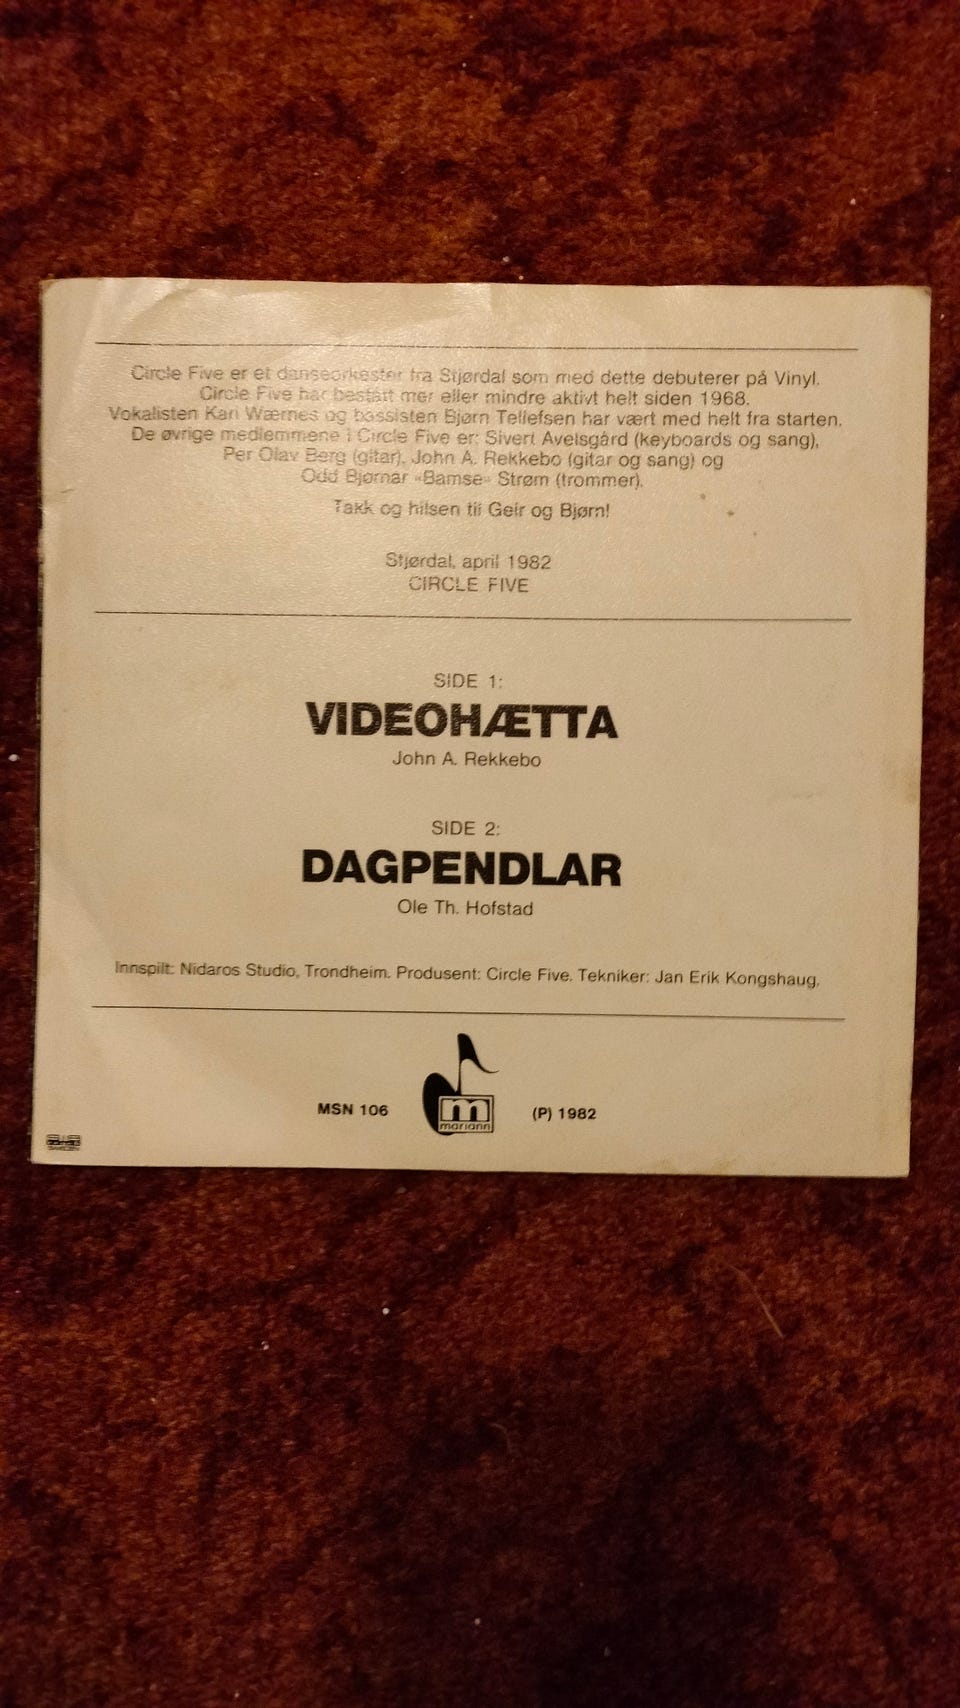 Circle Five er et danseorkester fra Stjørdal som med dette debuterer på Vinyl.
Circle Five har bestått mer eller mindre aktivt helt siden 1968.
Vokalisten Kari Wærnes og bassisten Bjørn Tellefsen har vært med helt fra starten.
De øvrige medlemmene i Circle Five er: Sivert Avelsgård (keyboards og sang),
Per Olav Berg (gitar), John A. Rekkebo (gitar og sang) og
Odd Bjørnar «Bamse» Strøm (trommer).
Takk og hilsen til Geir og Bjørn!
Stjørdal, april 1982
CIRCLE FIVE
SIDE 1:
VIDEOHÆTTA
John A. Rekkebo
SIDE 2:
DAGPENDLAR
Ole Th. Hofstad
Innspilt: Nidaros Studio, Trondheim. Produsent: Circle Five. Tekniker: Jan Erik Kongshaug.
MSN 106
m
mariann
(P) 1982